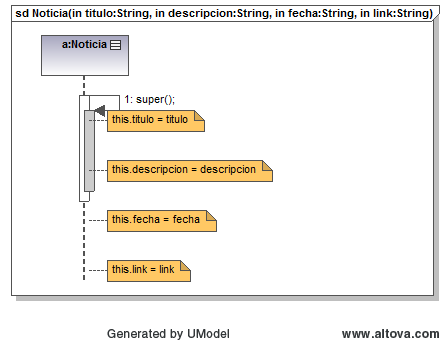 sd Noticia(in titulo:String, in descripcion:String, in fecha:String, in link:String)
a:Noticia
1: super();
this.titulo = titulo
this.descripcion = descripcion
this.fecha = fecha
this.link = link
Generated by UModel
www.altova.com